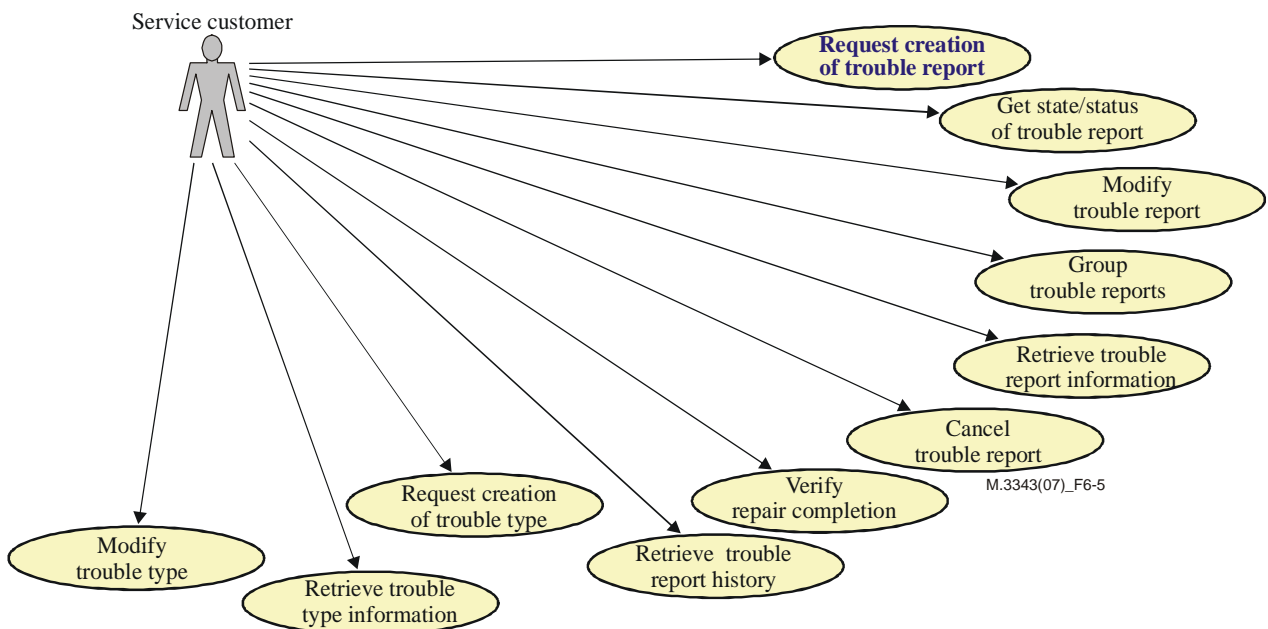 Service customer
Request creation
of trouble report
Get state/status
of trouble report
Modify
trouble report
Group
trouble reports
Retrieve trouble
report information
Cancel
trouble report
M.3343(07)_F6-5
Verify
repair completion
Request creation
of trouble type
Retrieve trouble
report history
Modify
trouble type
Retrieve trouble
type information